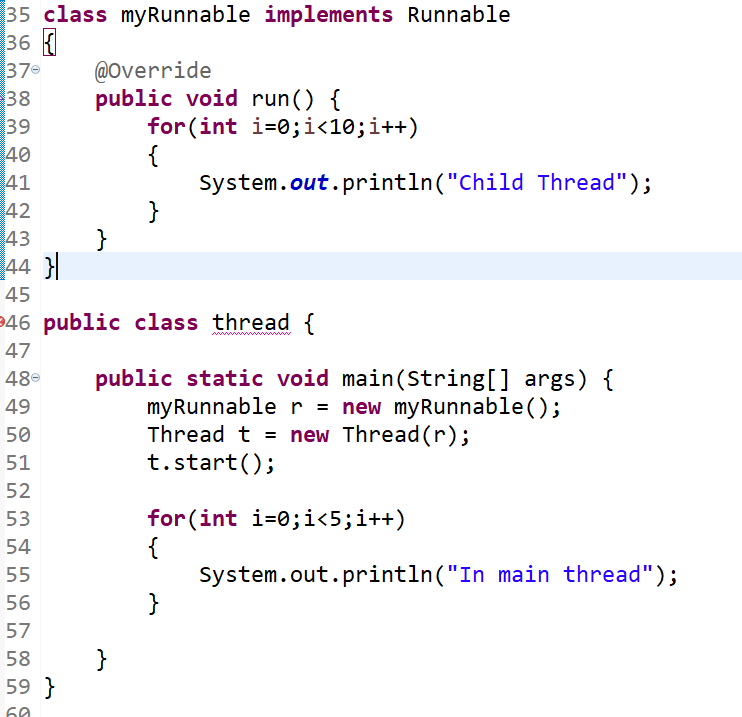 35 class myRunnable implements Runnable
36 {
37 @Override
38 public void run() {
39 for(int i=0;i<10;i++)
40 {
41 System.out.println("Child Thread");
42 }
43 }
44 }
45
46 public class thread {
47
48 public static void main(String[] args) {
49 myRunnable r = new myRunnable();
50 Thread t = new Thread(r);
51 t.start();
52
53 for(int i=0;i<5;i++)
54 {
55 System.out.println("In main thread");
56 }
57
58 }
59 }
60